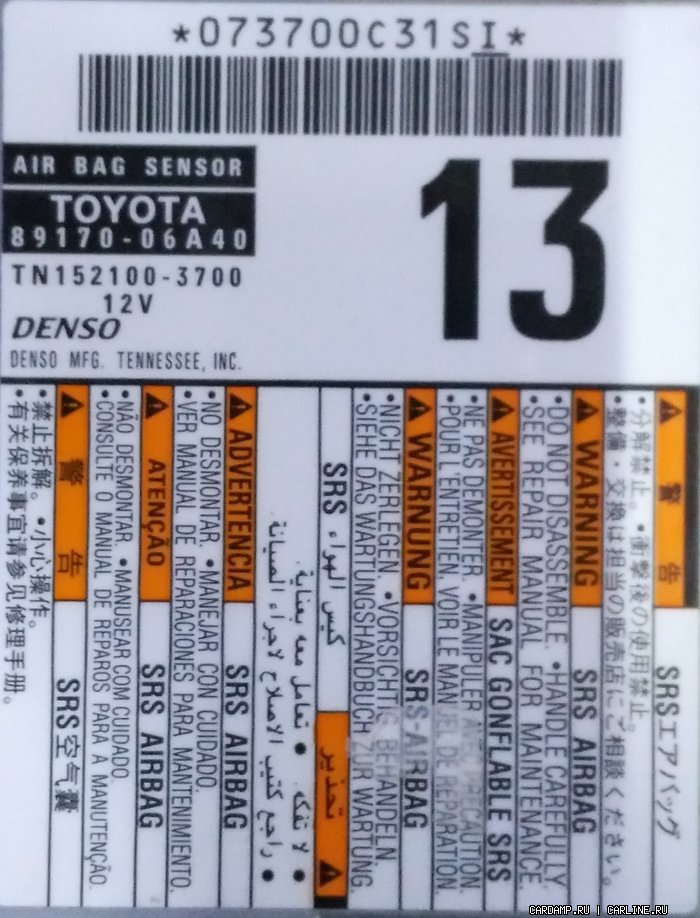 *073700C31SI*
AIR BAG SENSOR
13
TOYOTA
89170-06A40
TN152100-3700
12V
DENSO
DENSO MFG. TENNESSEE, INC.
警告 SRSエアバッグ
•分解禁止。 •衝撃後の使用禁止。
•整備・交換は担当の販売店にご相談ください。
WARNING SRS AIRBAG
•DO NOT DISASSEMBLE. •HANDLE CAREFULLY.
•SEE REPAIR MANUAL FOR MAINTENANCE.
AVERTISSEMENT SAC GONFLABLE SRS
•NE PAS DEMONTER. •MANIPULER AVEC PRECAUTION
•POUR L'ENTRETIEN, VOIR LE MANUEL DE REPARATION.
WARNUNG SRS-AIRBAG
•NICHT ZERLEGEN. •VORSICHTIG BEHANDELN.
•SIEHE DAS WARTUNGSHANDBUCH ZUR WARTUNG.
تحذير كيس الهواء SRS
• لا تفكه • تعامل معه بعناية
• راجع كتيب الاصلاح لاجراء الصيانة
ADVERTENCIA SRS AIRBAG
•NO DESMONTAR. •MANEJAR CON CUIDADO.
•VER MANUAL DE REPARACIONES PARA MANTENIMENTO.
ATENÇÃO SRS AIRBAG
•NÃO DESMONTAR. •MANUSEAR COM CUIDADO.
•CONSULTE O MANUAL DE REPAROS PARA A MANUTENÇÃO.
警告 SRS空气囊
•禁止拆解。 •小心操作。
•有关保养事宜请参见修理手册。
GARDAMP.RU | CARLINE.RU